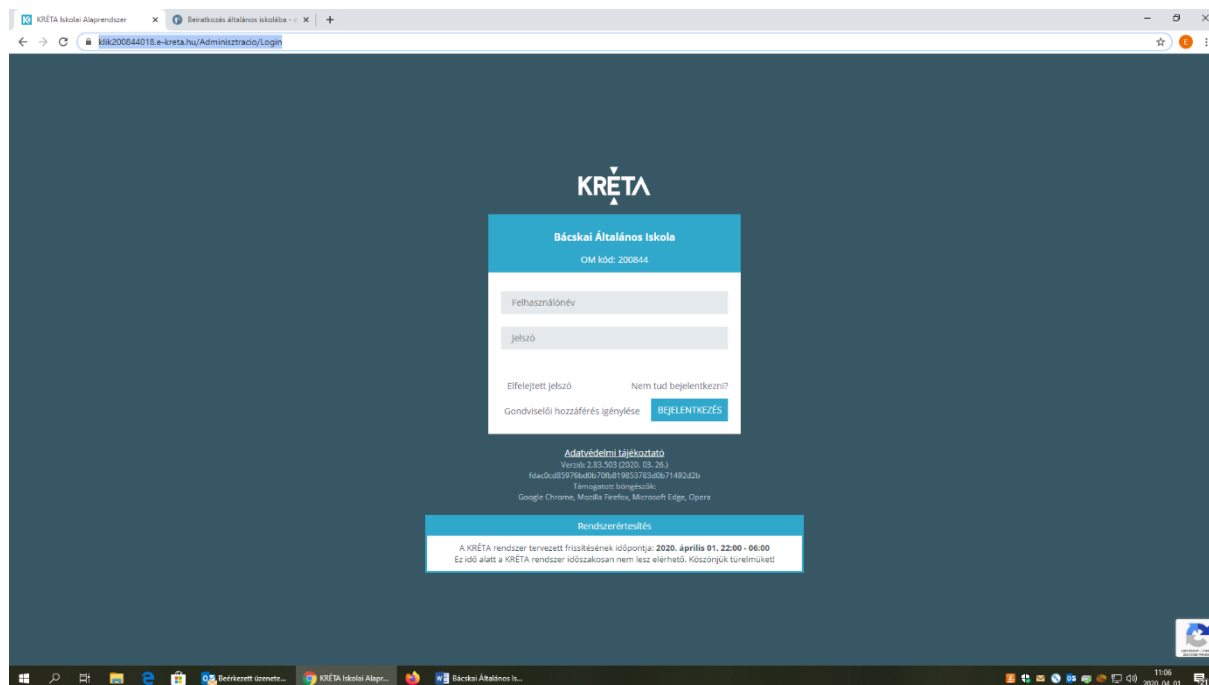 KRÉTA Iskolai Alaprendszer
Beiratkozás általános iskolába -
klik200844018.e-kreta.hu/Adminisztracio/Login
E
KRÉTA
Bácskai Általános Iskola
OM kód: 200844
Felhasználónév
Jelszó
Elfelejtett jelszó
Nem tud bejelentkezni?
Gondviselői hozzáférés igénylése
BEJELENTKEZÉS
Adatvédelmi tájékoztató
Verzió: 2.83.503 (2020. 03. 26.)
Támogatott böngészők:
Google Chrome, Mozilla Firefox, Microsoft Edge, Opera
Rendszerértesítés
A KRÉTA rendszer tervezett frissítésének időpontja: 2020. április 01. 22:00 - 06:00
Ez idő alatt a KRÉTA rendszer időszakosan nem lesz elérhető. Köszönjük türelmüket!
Beérkezett üzenete...
KRÉTA Iskolai Alapr...
Bácskai Általános Is...
11:06
2020. 04. 01.
21